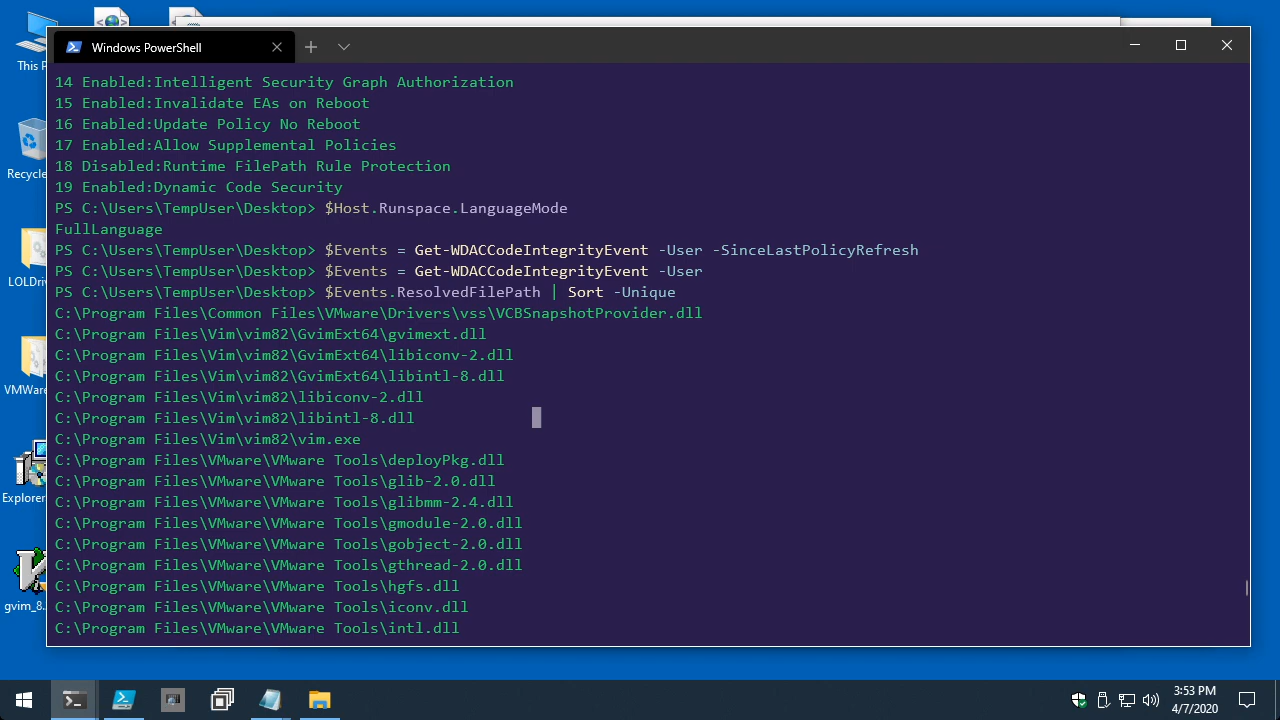 This P
Recycle
LOLDriv
VMWare
Explorer
gvim_8.
Windows PowerShell
14 Enabled:Intelligent Security Graph Authorization
15 Enabled:Invalidate EAs on Reboot
16 Enabled:Update Policy No Reboot
17 Enabled:Allow Supplemental Policies
18 Disabled:Runtime FilePath Rule Protection
19 Enabled:Dynamic Code Security
PS C:\Users\TempUser\Desktop> $Host.Runspace.LanguageMode
FullLanguage
PS C:\Users\TempUser\Desktop> $Events = Get-WDACCodeIntegrityEvent -User -SinceLastPolicyRefresh
PS C:\Users\TempUser\Desktop> $Events = Get-WDACCodeIntegrityEvent -User
PS C:\Users\TempUser\Desktop> $Events.ResolvedFilePath | Sort -Unique
C:\Program Files\Common Files\VMware\Drivers\vss\VCBSnapshotProvider.dll
C:\Program Files\Vim\vim82\GvimExt64\gvimext.dll
C:\Program Files\Vim\vim82\GvimExt64\libiconv-2.dll
C:\Program Files\Vim\vim82\GvimExt64\libintl-8.dll
C:\Program Files\Vim\vim82\libiconv-2.dll
C:\Program Files\Vim\vim82\libintl-8.dll
C:\Program Files\Vim\vim82\vim.exe
C:\Program Files\VMware\VMware Tools\deployPkg.dll
C:\Program Files\VMware\VMware Tools\glib-2.0.dll
C:\Program Files\VMware\VMware Tools\glibmm-2.4.dll
C:\Program Files\VMware\VMware Tools\gmodule-2.0.dll
C:\Program Files\VMware\VMware Tools\gobject-2.0.dll
C:\Program Files\VMware\VMware Tools\gthread-2.0.dll
C:\Program Files\VMware\VMware Tools\hgfs.dll
C:\Program Files\VMware\VMware Tools\iconv.dll
C:\Program Files\VMware\VMware Tools\intl.dll
3:53 PM
4/7/2020